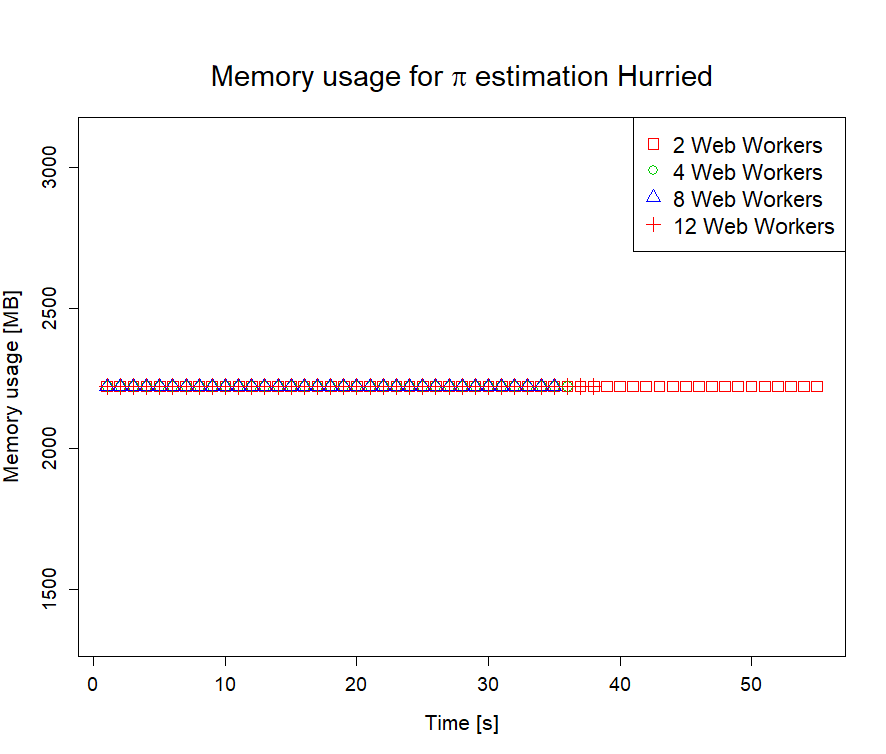 Memory usage for π estimation Hurried
2 Web Workers
4 Web Workers
8 Web Workers
12 Web Workers
Memory usage [MB]
3000
2500
2000
1500
0 10 20 30 40 50
Time [s]